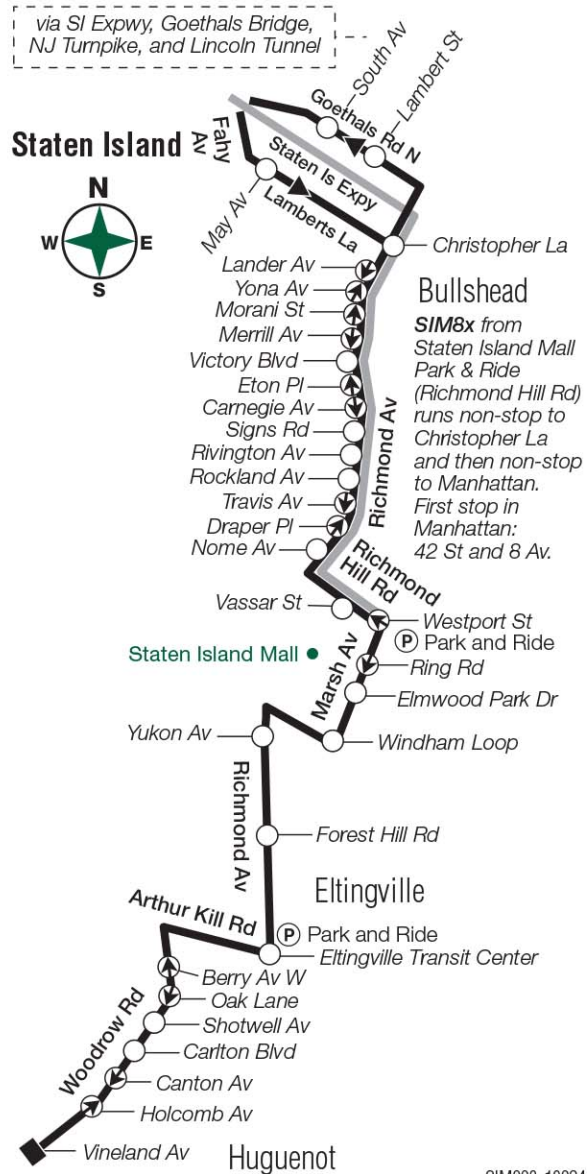 via SI Expwy, Goethals Bridge,
NJ Turnpike, and Lincoln Tunnel
South Av
Lambert St
Goethals Rd N
Staten Island
Fahy
Av
Staten Is Expy
May Av
Lamberts La
N
W
E
S
Christopher La
Lander Av
Yona Av
Bullshead
Morani St
SIM8x from
Merrill Av
Staten Island Mall
Victory Blvd
Park & Ride
Eton Pl
(Richmond Hill Rd)
Carnegie Av
runs non-stop to
Signs Rd
Christopher La
Rivington Av
and then non-stop
Rockland Av
to Manhattan.
Travis Av
First stop in
Draper Pl
Manhattan:
Nome Av
42 St and 8 Av.
Richmond Av
Richmond
Hill Rd
Vassar St
Westport St
P Park and Ride
Staten Island Mall
Marsh Av
Ring Rd
Elmwood Park Dr
Yukon Av
Windham Loop
Richmond Av
Forest Hill Rd
Eltingville
Arthur Kill Rd
P Park and Ride
Eltingville Transit Center
Berry Av W
Oak Lane
Woodrow Rd
Shotwell Av
Carlton Blvd
Canton Av
Holcomb Av
Vineland Av
Huguenot